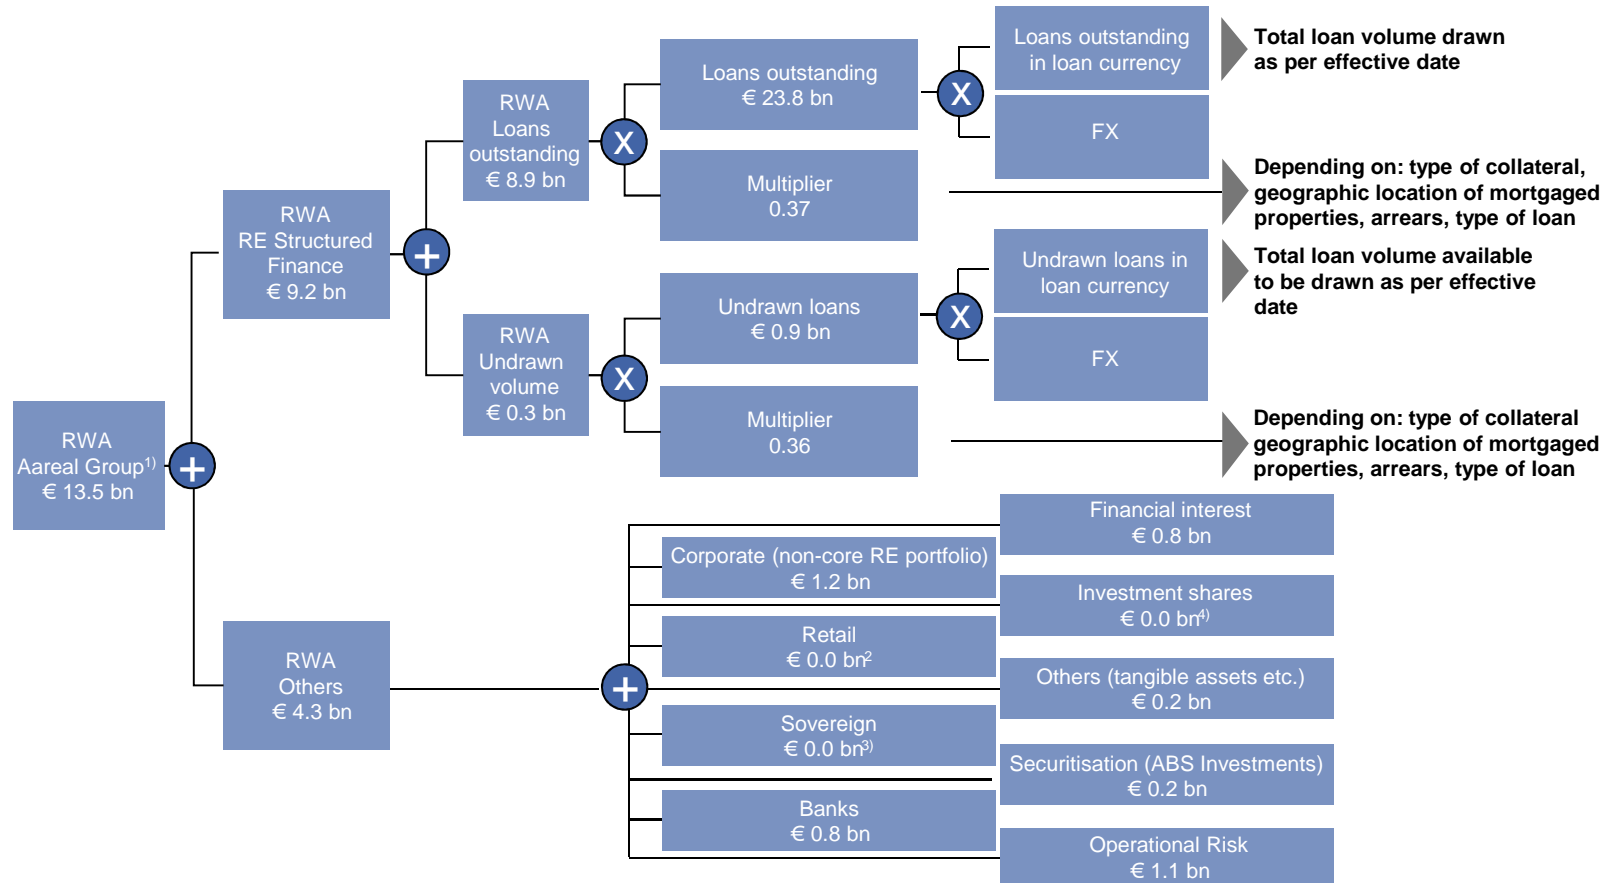 RWA
Aareal Group1)
€ 13.5 bn
RWA
RE Structured
Finance
€ 9.2 bn
RWA
Loans
outstanding
€ 8.9 bn
Loans outstanding
€ 23.8 bn
Loans outstanding
in loan currency
Total loan volume drawn
as per effective date
FX
Multiplier
0.37
Depending on: type of collateral,
geographic location of mortgaged
properties, arrears, type of loan
RWA
Undrawn
volume
€ 0.3 bn
Undrawn loans
€ 0.9 bn
Undrawn loans in
loan currency
Total loan volume available
to be drawn as per effective
date
FX
Multiplier
0.36
Depending on: type of collateral
geographic location of mortgaged
properties, arrears, type of loan
RWA
Others
€ 4.3 bn
Financial interest
€ 0.8 bn
Corporate (non-core RE portfolio)
€ 1.2 bn
Investment shares
€ 0.0 bn4)
Retail
€ 0.0 bn2
Others (tangible assets etc.)
€ 0.2 bn
Sovereign
€ 0.0 bn3)
Securitisation (ABS Investments)
€ 0.2 bn
Banks
€ 0.8 bn
Operational Risk
€ 1.1 bn
+
+
X
X
X
X
+